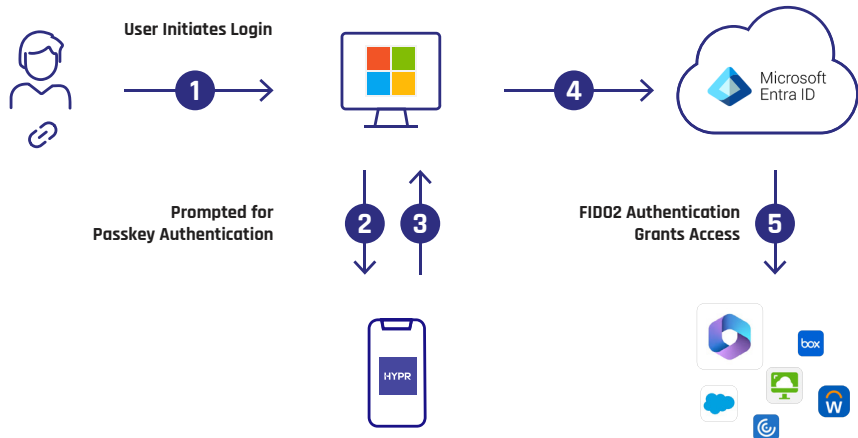 User Initiates Login
1
4
Microsoft
Entra ID
Prompted for
Passkey Authentication
2
3
FIDO2 Authentication
Grants Access
5
HYPR
box
W